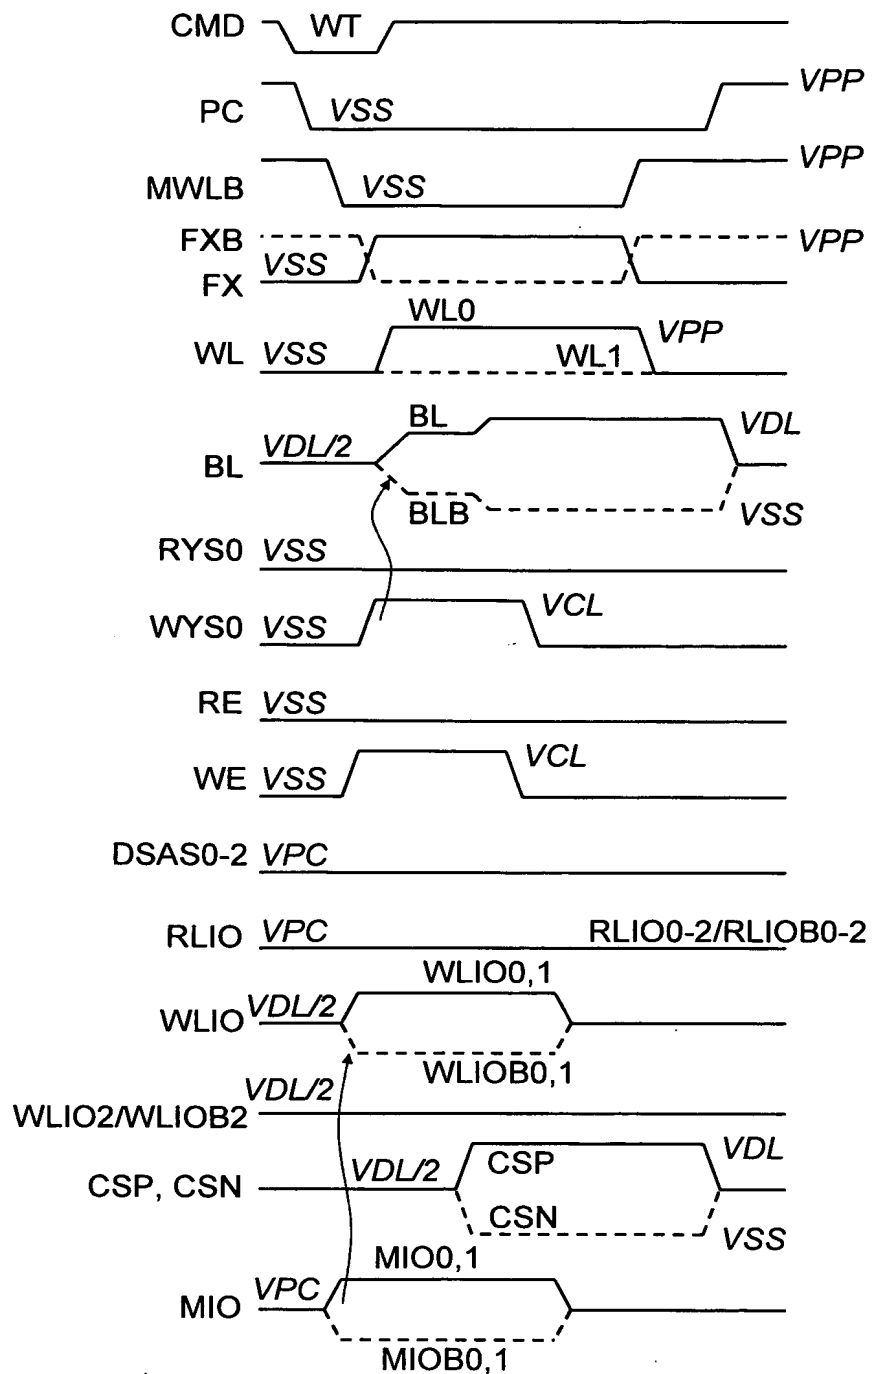 CMD WT
PC VSS VPP
MWLB VSS VPP
FXB VPP
VSS
FX
WL0
WL VSS WL1 VPP
BL VDL
BL VDL/2
BLB VSS
RYS0 VSS
WYS0 VSS VCL
RE VSS
WE VSS VCL
DSAS0-2 VPC
RLIO VPC RLIO0-2/RLIOB0-2
WLIO0,1
WLIO VDL/2
WLIOB0,1
VDL/2
WLIO2/WLIOB2
CSP VDL
CSP, CSN VDL/2
CSN VSS
MIO0,1
MIO VPC
MIOB0,1